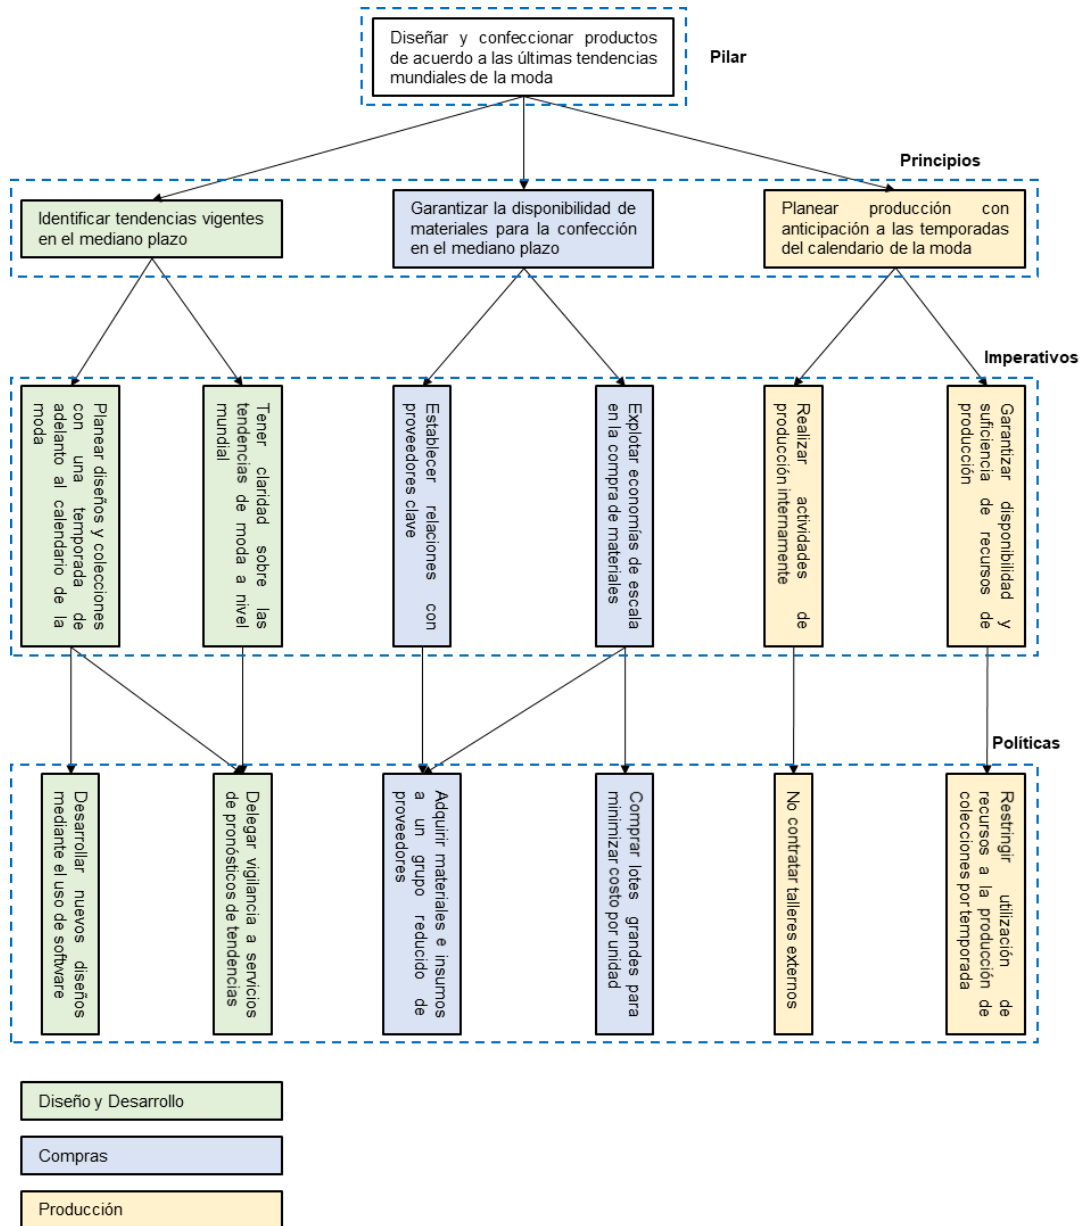 Diseñar y confeccionar productos
de acuerdo a las últimas tendencias
mundiales de la moda
Pilar
Principios
Identificar tendencias vigentes
en el mediano plazo
Garantizar la disponibilidad de
materiales para la confección
en el mediano plazo
Planear producción con
anticipación a las temporadas
del calendario de la moda
Imperativos
Planear diseños y colecciones
con una temporada de
adelanto al calendario de la
moda
Tener claridad sobre las
tendencias de moda a nivel
mundial
Establecer relaciones con
proveedores clave
Explotar economías de escala
en la compra de materiales
Realizar actividades de
producción internamente
Garantizar disponibilidad y
suficiencia de recursos de
producción
Políticas
Desarrollar nuevos diseños
mediante el uso de software
Delegar vigilancia a servicios
de pronósticos de tendencias
Adquirir materiales e insumos
a un grupo reducido de
proveedores
Comprar lotes grandes para
minimizar costo por unidad
No contratar talleres externos
Restringir utilización de
recursos a la producción de
colecciones por temporada
Diseño y Desarrollo
Compras
Producción